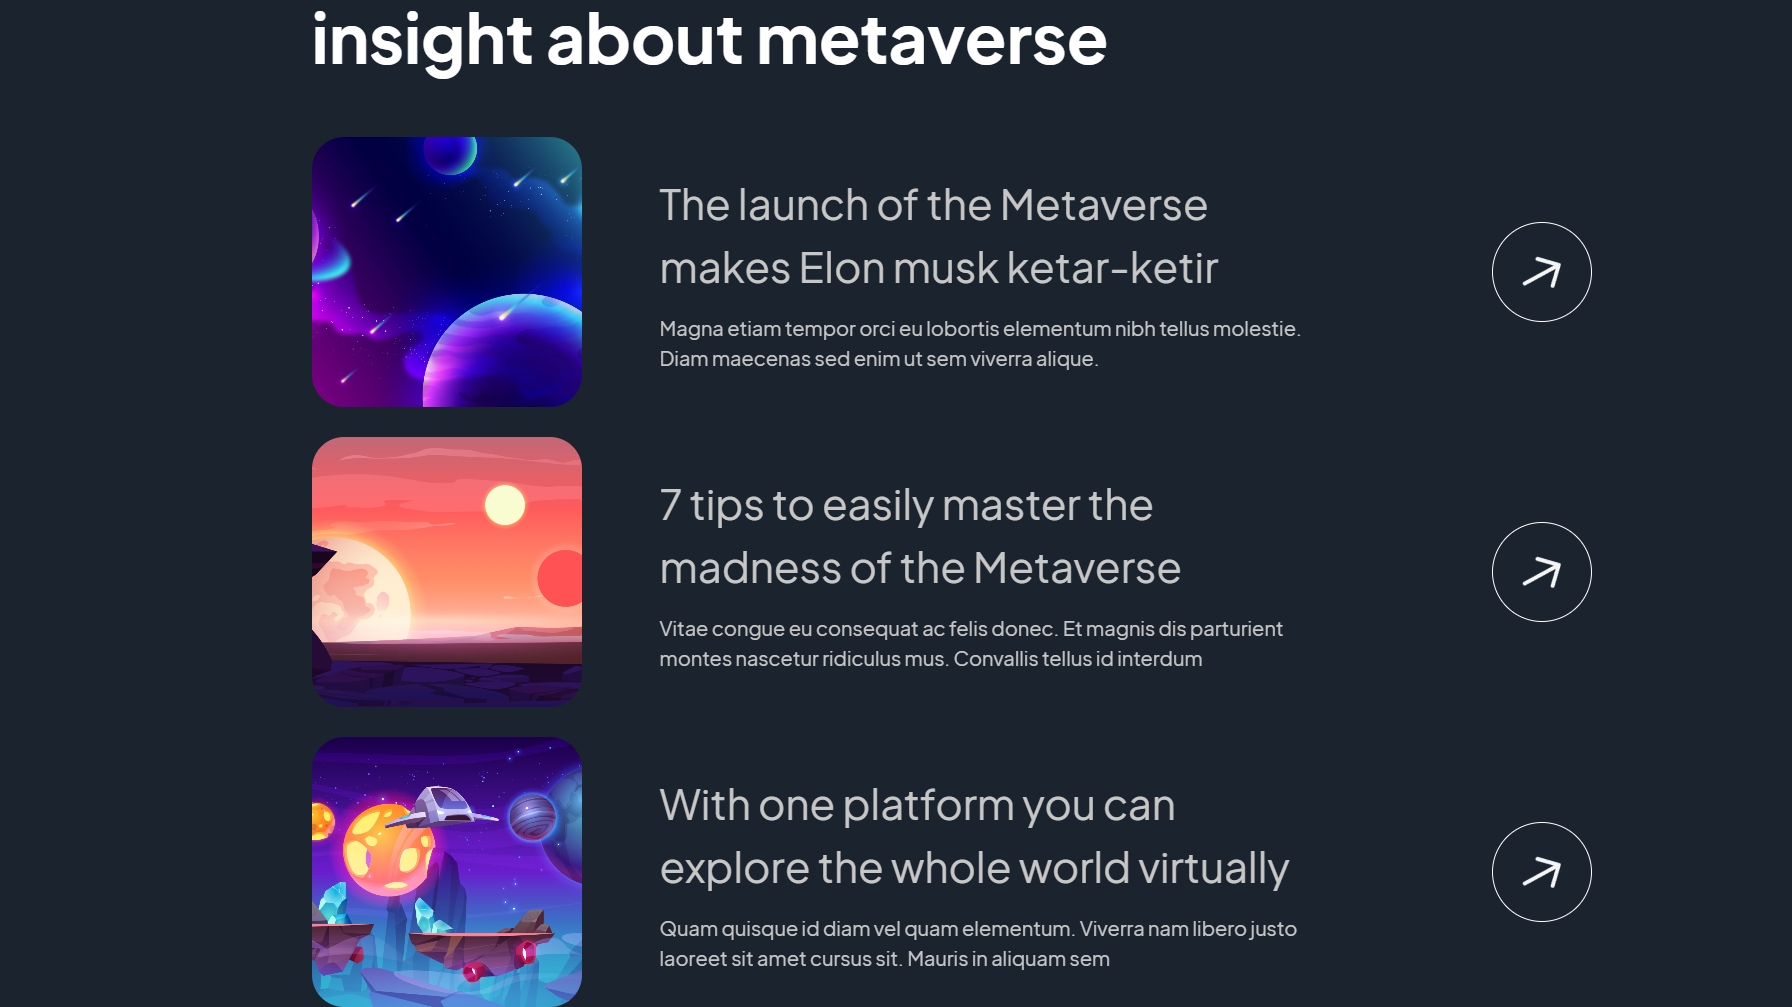 insight about metaverse
The launch of the Metaverse
makes Elon musk ketar-ketir
Magna etiam tempor orci eu lobortis elementum nibh tellus molestie.
Diam maecenas sed enim ut sem viverra alique.
7 tips to easily master the
madness of the Metaverse
Vitae congue eu consequat ac felis donec. Et magnis dis parturient
montes nascetur ridiculus mus. Convallis tellus id interdum
With one platform you can
explore the whole world virtually
Quam quisque id diam vel quam elementum. Viverra nam libero justo
laoreet sit amet cursus sit. Mauris in aliquam sem